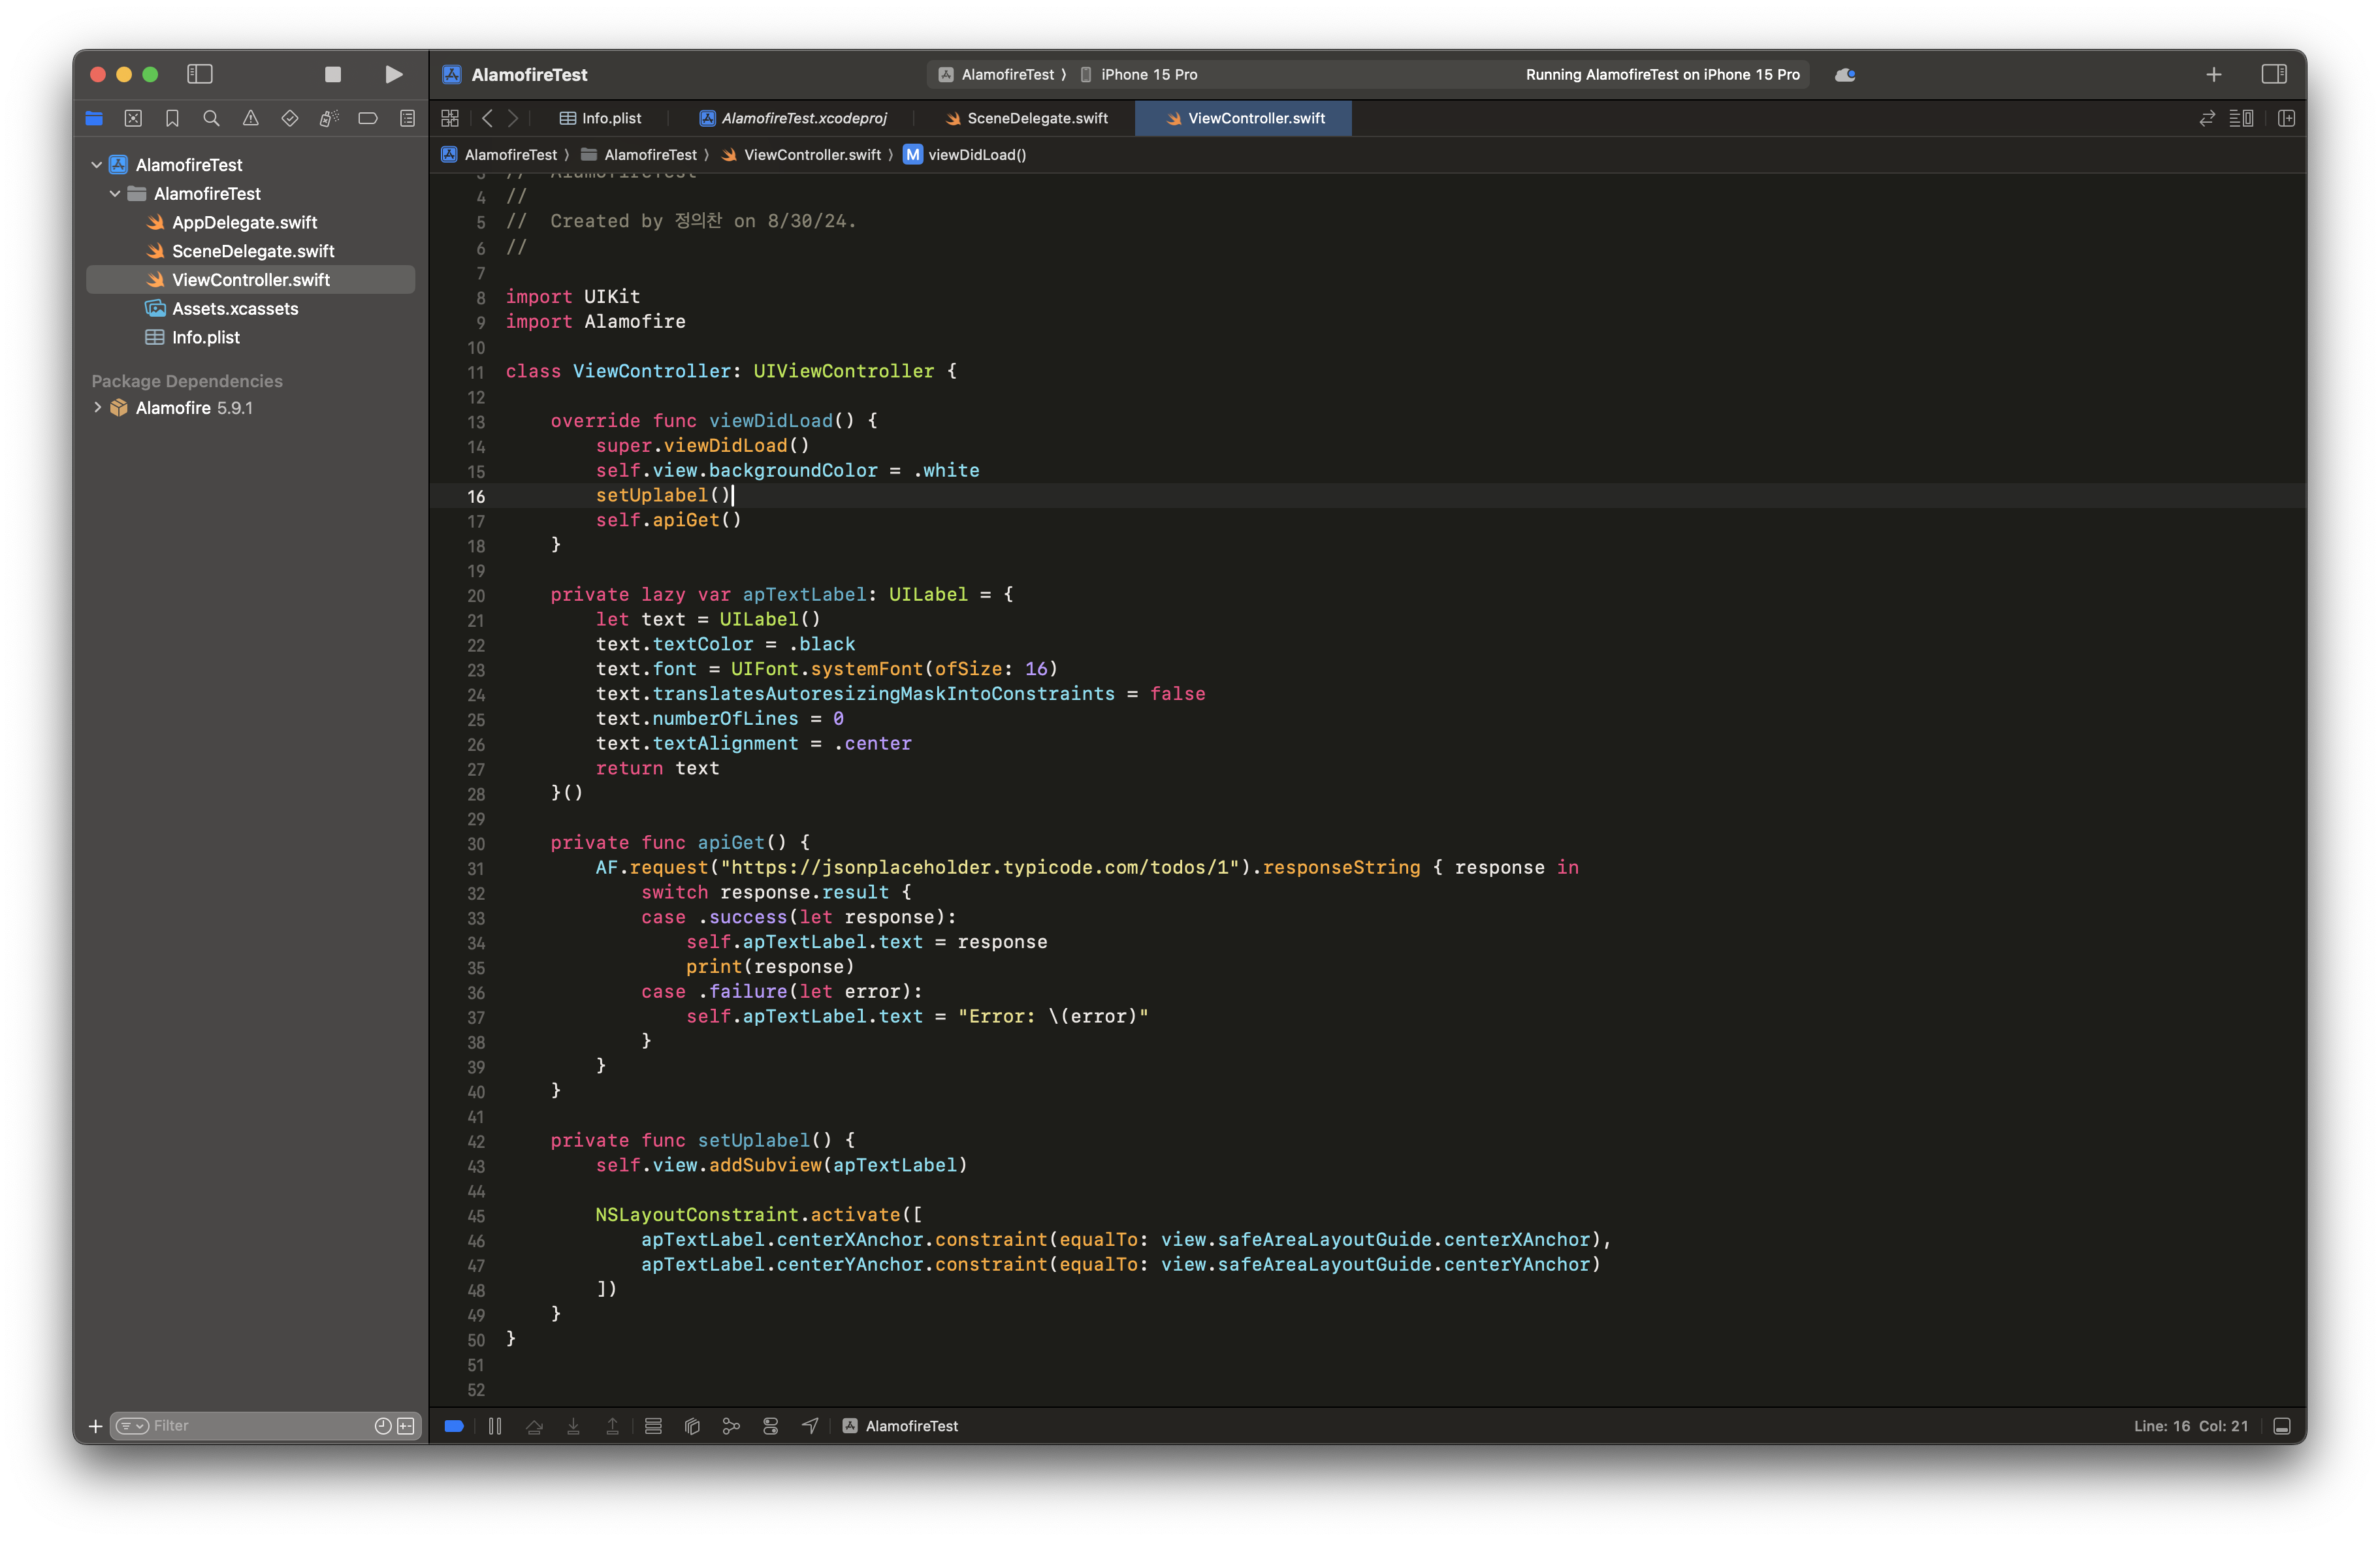 AlamofireTest
AlamofireTest ⟩ iPhone 15 Pro
Running AlamofireTest on iPhone 15 Pro
Info.plist
AlamofireTest.xcodeproj
SceneDelegate.swift
ViewController.swift
AlamofireTest ⟩ AlamofireTest ⟩ ViewController.swift ⟩ M viewDidLoad()
AlamofireTest
AlamofireTest
AppDelegate.swift
SceneDelegate.swift
ViewController.swift
Assets.xcassets
Info.plist
Package Dependencies
Alamofire 5.9.1
Filter
3 //  AlamofireTest
4 //
5 //  Created by 정의찬 on 8/30/24.
6 //
7
8 import UIKit
9 import Alamofire
10
11 class ViewController: UIViewController {
12
13     override func viewDidLoad() {
14         super.viewDidLoad()
15         self.view.backgroundColor = .white
16         setUplabel()
17         self.apiGet()
18     }
19
20     private lazy var apTextLabel: UILabel = {
21         let text = UILabel()
22         text.textColor = .black
23         text.font = UIFont.systemFont(ofSize: 16)
24         text.translatesAutoresizingMaskIntoConstraints = false
25         text.numberOfLines = 0
26         text.textAlignment = .center
27         return text
28     }()
29
30     private func apiGet() {
31         AF.request("https://jsonplaceholder.typicode.com/todos/1").responseString { response in
32             switch response.result {
33             case .success(let response):
34                 self.apTextLabel.text = response
35                 print(response)
36             case .failure(let error):
37                 self.apTextLabel.text = "Error: \(error)"
38             }
39         }
40     }
41
42     private func setUplabel() {
43         self.view.addSubview(apTextLabel)
44
45         NSLayoutConstraint.activate([
46             apTextLabel.centerXAnchor.constraint(equalTo: view.safeAreaLayoutGuide.centerXAnchor),
47             apTextLabel.centerYAnchor.constraint(equalTo: view.safeAreaLayoutGuide.centerYAnchor)
48         ])
49     }
50 }
51
52
AlamofireTest
Line: 16 Col: 21